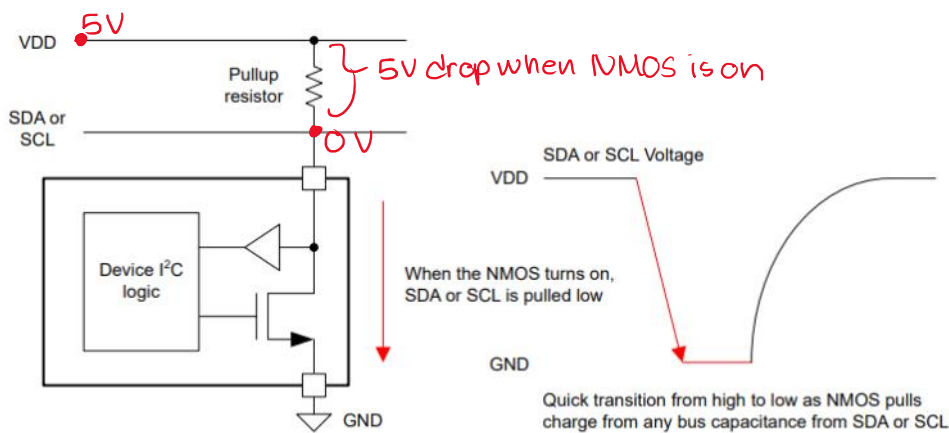 5V
VDD
Pullup
resistor
5V drop when NMOS is on
SDA or
SCL
0V
SDA or SCL Voltage
VDD
Device I²C
logic
When the NMOS turns on,
SDA or SCL is pulled low
GND
GND
Quick transition from high to low as NMOS pulls
charge from any bus capacitance from SDA or SCL